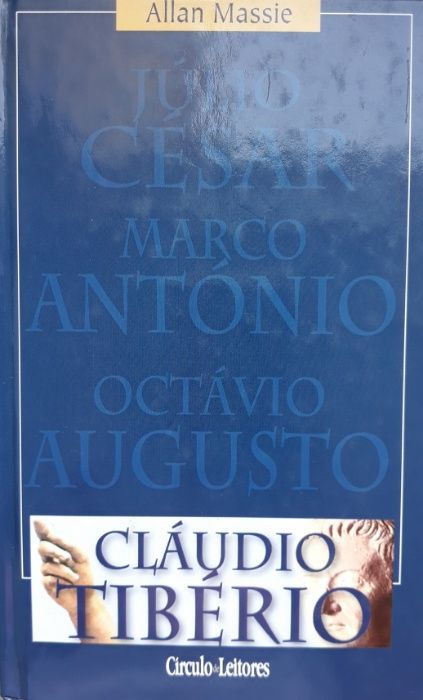 Allan Massie
JÚLIO
CÉSAR
MARCO
ANTÓNIO
OCTÁVIO
AUGUSTO
CLÁUDIO
TIBÉRIO
Círculo de Leitores